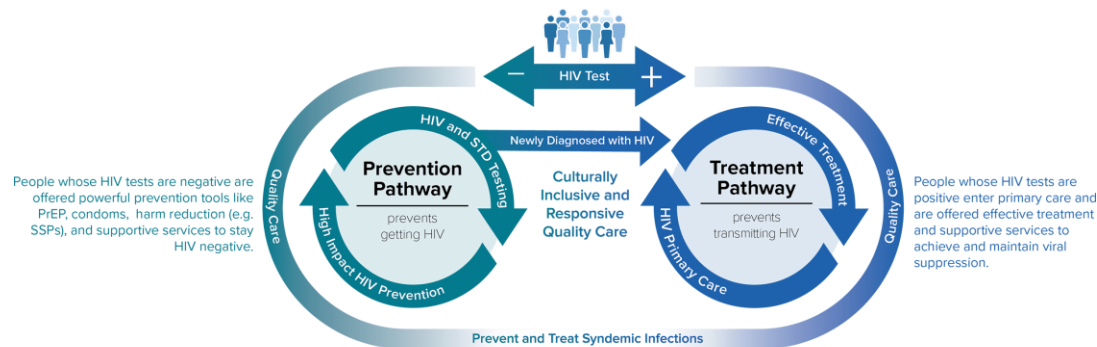 − HIV Test +
HIV and STD Testing
Newly Diagnosed with HIV
Effective Treatment
Prevention
Pathway
prevents
getting HIV
High Impact HIV Prevention
Culturally
Inclusive and
Responsive
Quality Care
Treatment
Pathway
prevents
transmitting HIV
HIV Primary Care
People whose HIV tests are negative are
offered powerful prevention tools like
PrEP, condoms, harm reduction (e.g.
SSPs), and supportive services to stay
HIV negative.
Quality Care
Quality Care
People whose HIV tests are
positive enter primary care and
are offered effective treatment
and supportive services to
achieve and maintain viral
suppression.
Prevent and Treat Syndemic Infections